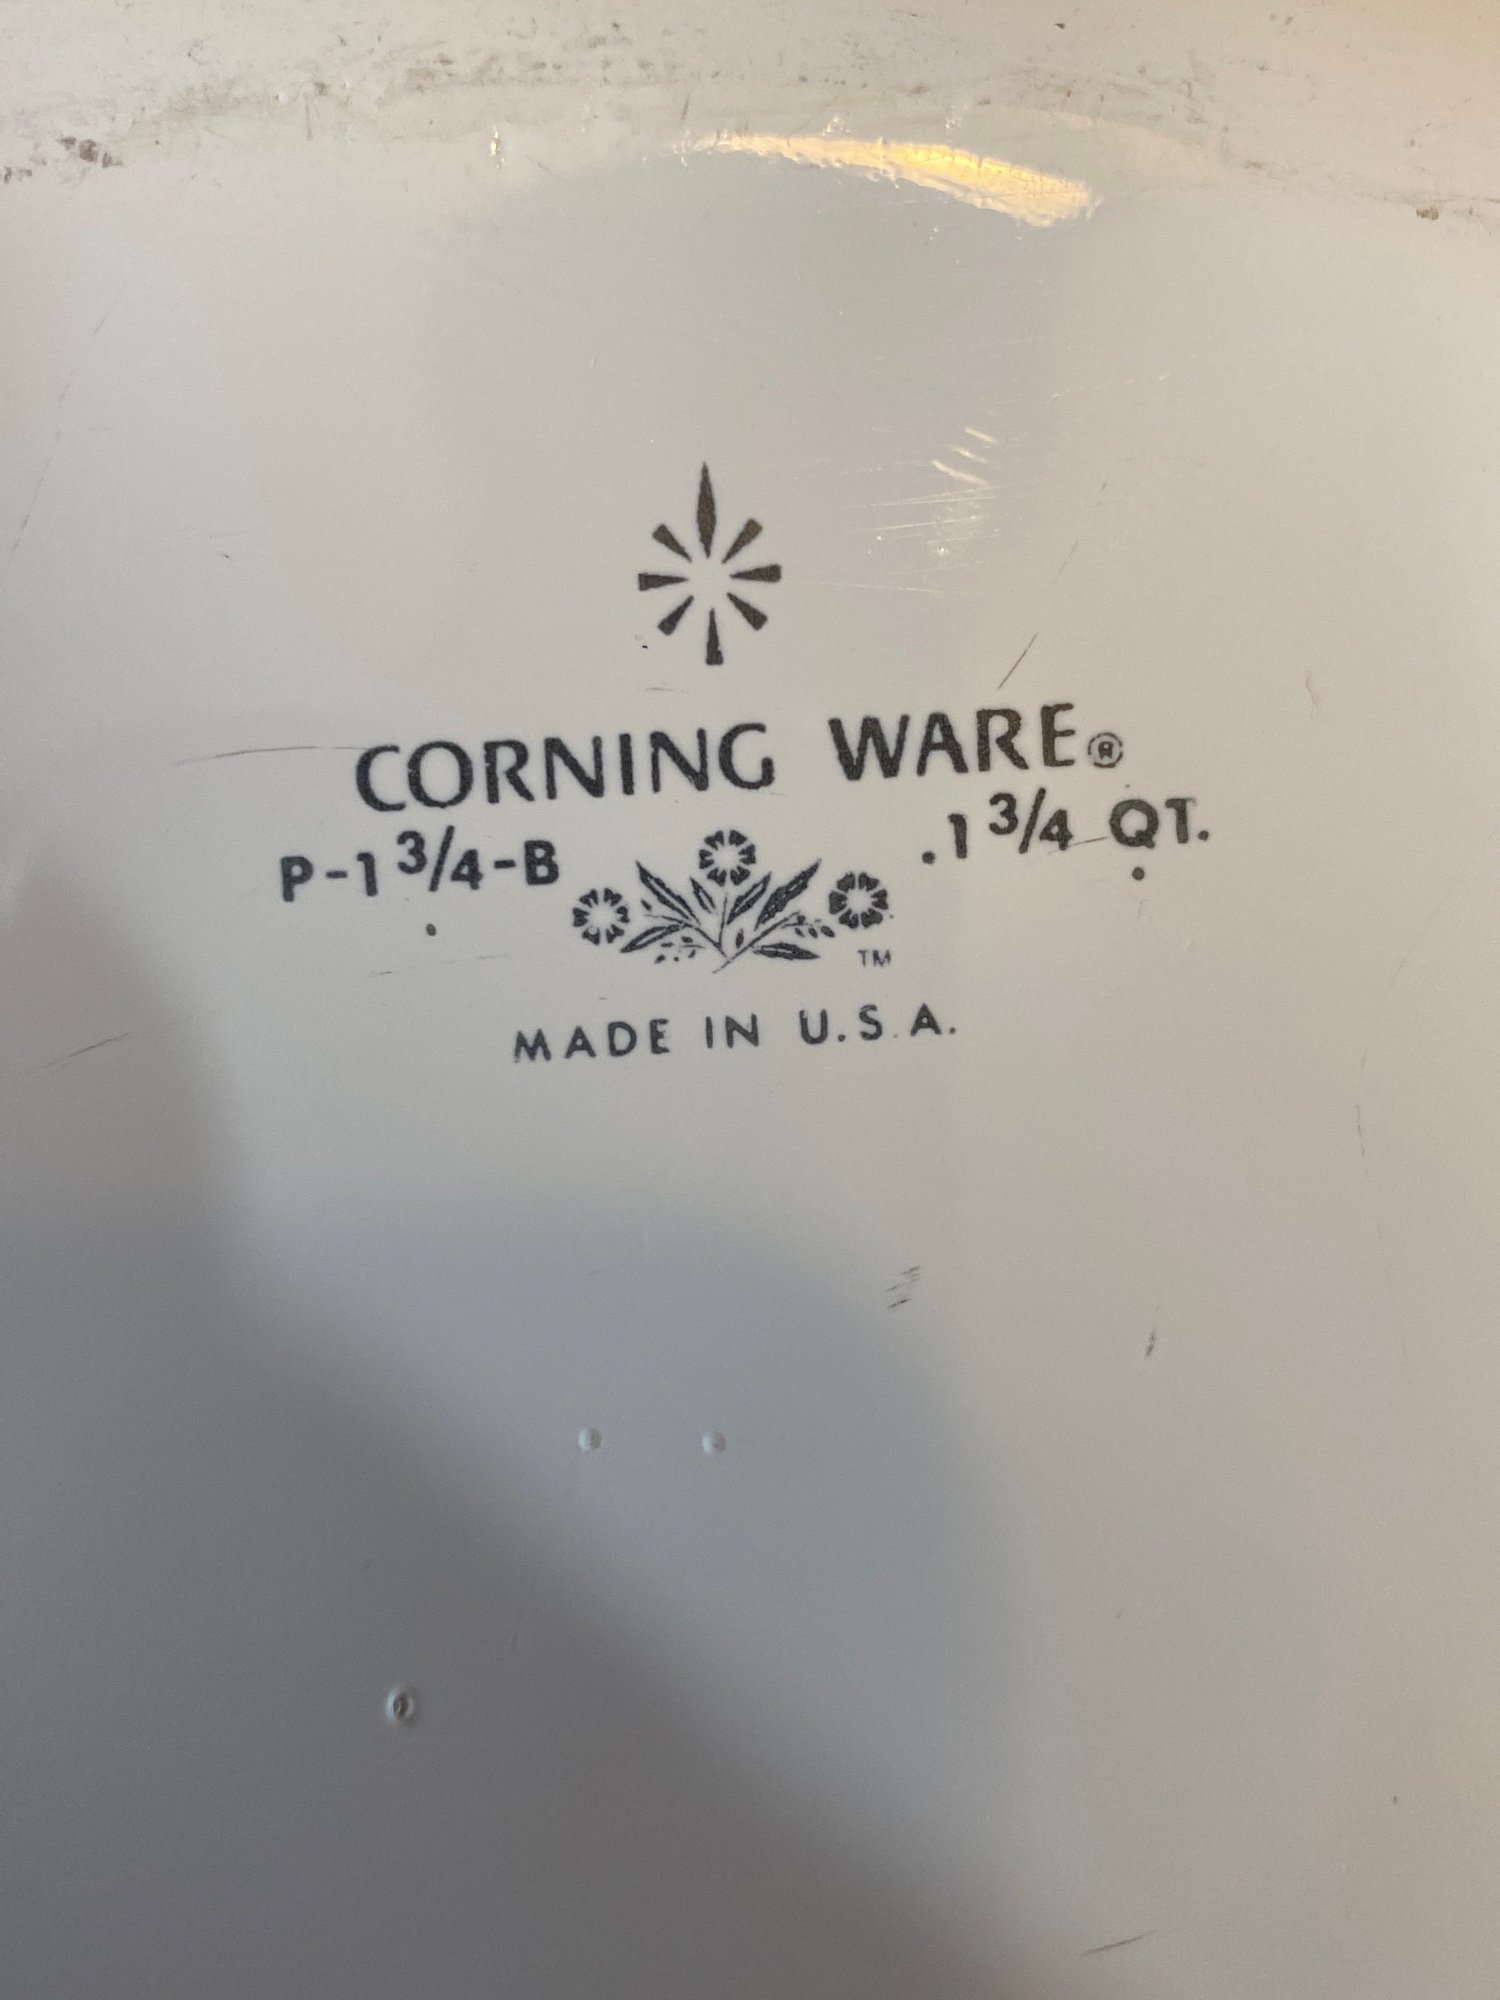 CORNING WARE®
P-1 3/4-B .1 3/4 QT.
TM
MADE IN U.S.A.